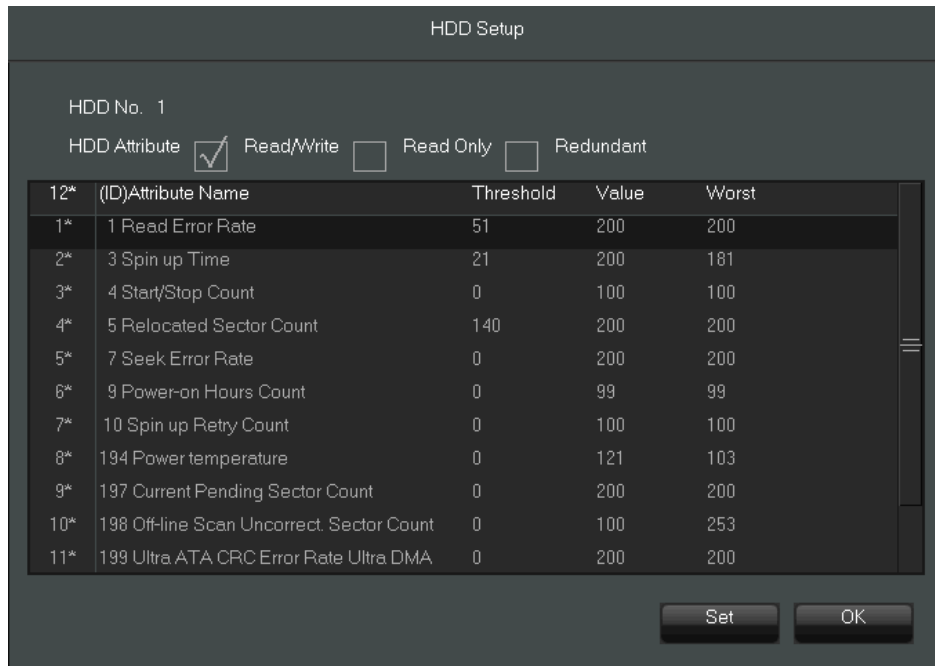 HDD Setup
HDD No. 1
HDD Attribute Read/Write Read Only Redundant
12* (ID)Attribute Name Threshold Value Worst
1* 1 Read Error Rate 51 200 200
2* 3 Spin up Time 21 200 181
3* 4 Start/Stop Count 0 100 100
4* 5 Relocated Sector Count 140 200 200
5* 7 Seek Error Rate 0 200 200
6* 9 Power-on Hours Count 0 99 99
7* 10 Spin up Retry Count 0 100 100
8* 194 Power temperature 0 121 103
9* 197 Current Pending Sector Count 0 200 200
10* 198 Off-line Scan Uncorrect. Sector Count 0 100 253
11* 199 Ultra ATA CRC Error Rate Ultra DMA 0 200 200
Set OK